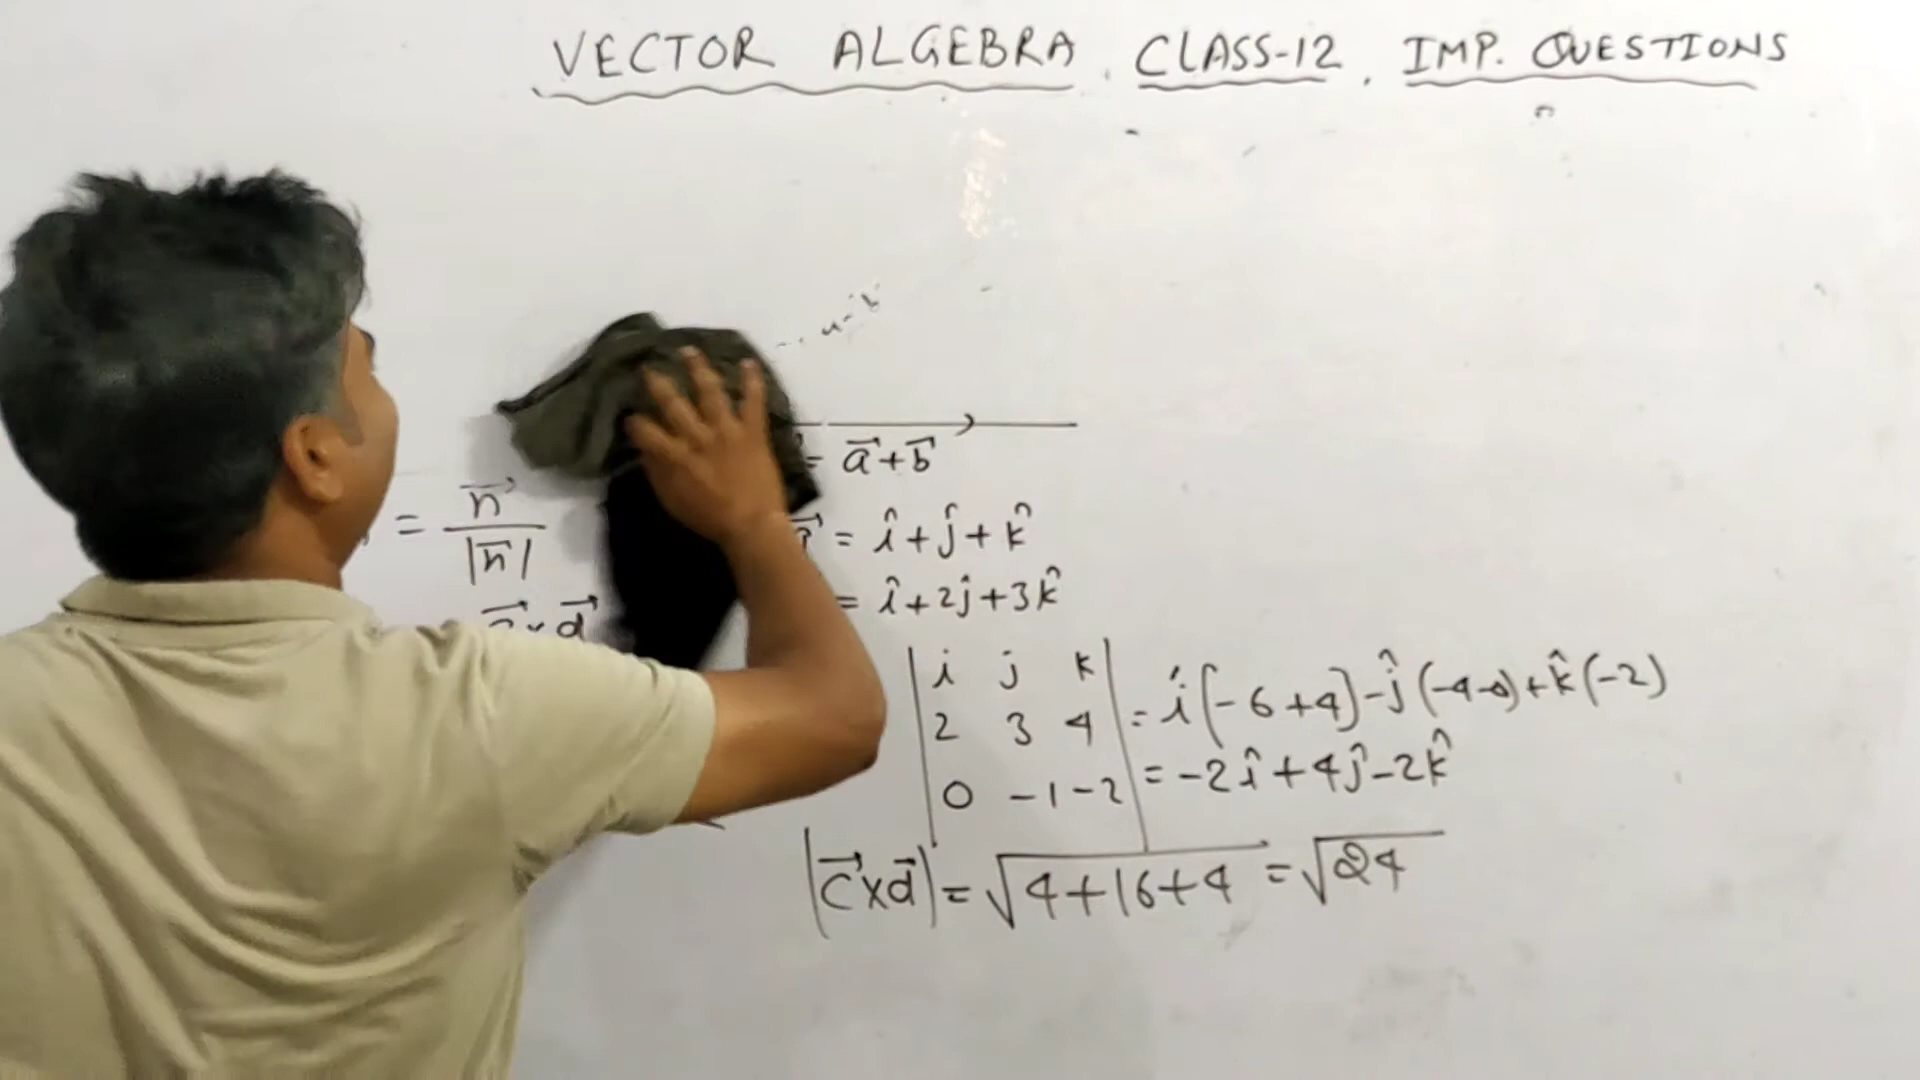 VECTOR ALGEBRA. CLASS-12, IMP. QUESTIONS
a-b
= a⃗+b⃗
= n⃗/|n⃗|
= î+ĵ+k̂
= î+2ĵ+3k̂
×d⃗
|i j k|
|2 3 4| = î(-6+4)-ĵ(-4-0)+k̂(-2)
|0 -1 -2| = -2î+4ĵ-2k̂
|c⃗×d⃗| = √4+16+4 = √24